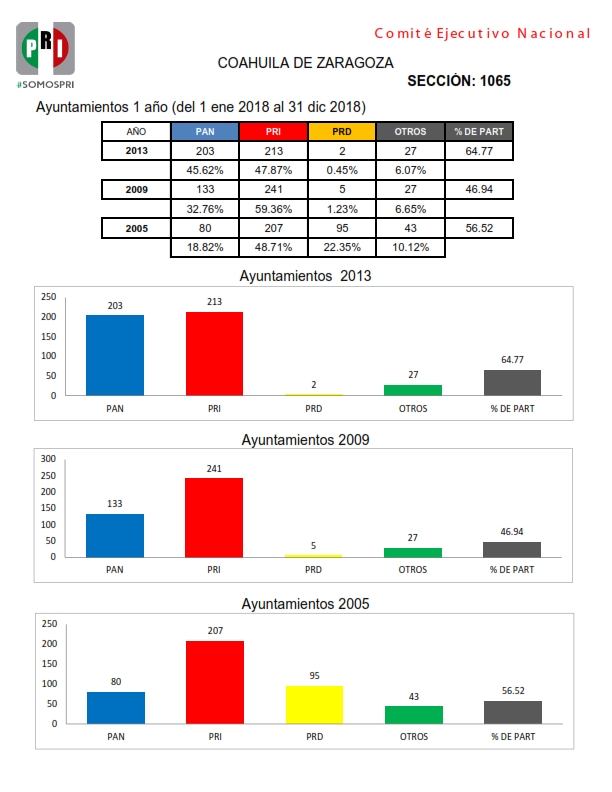 Comité Ejecutivo Nacional
PRI
#SOMOSPRI
COAHUILA DE ZARAGOZA
SECCIÓN: 1065
Ayuntamientos 1 año (del 1 ene 2018 al 31 dic 2018)
AÑO PAN PRI PRD OTROS % DE PART
2013 203 213 2 27 64.77
45.62% 47.87% 0.45% 6.07%
2009 133 241 5 27 46.94
32.76% 59.36% 1.23% 6.65%
2005 80 207 95 43 56.52
18.82% 48.71% 22.35% 10.12%
Ayuntamientos 2013
250
200
150
100
50
0
203 213 2 27 64.77
PAN PRI PRD OTROS % DE PART
Ayuntamientos 2009
300
250
200
150
100
50
0
133 241 5 27 46.94
PAN PRI PRD OTROS % DE PART
Ayuntamientos 2005
250
200
150
100
50
0
80 207 95 43 56.52
PAN PRI PRD OTROS % DE PART